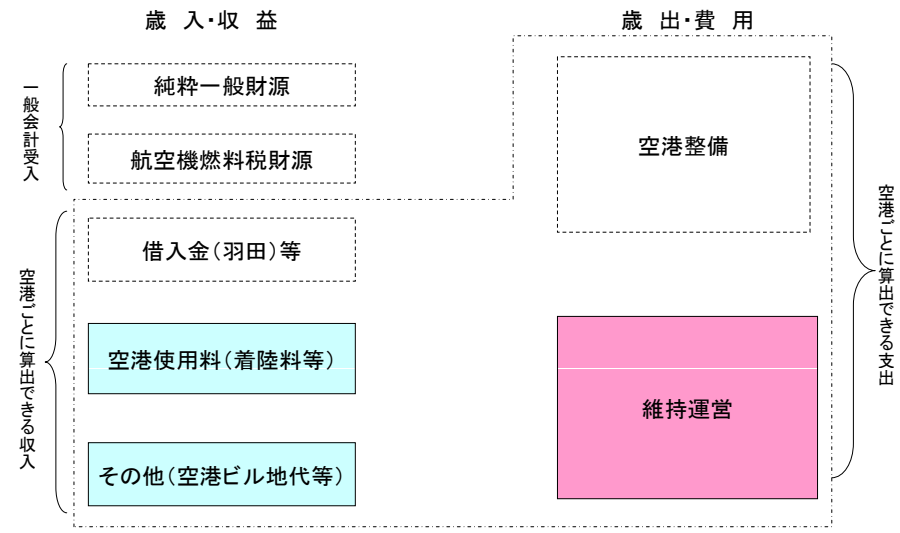 歳 入・収 益
歳 出・費 用
一般会計受入
純粋一般財源
航空機燃料税財源
空港ごとに算出できる収入
借入金（羽田）等
空港使用料（着陸料等）
その他（空港ビル地代等）
空港整備
維持運営
空港ごとに算出できる支出